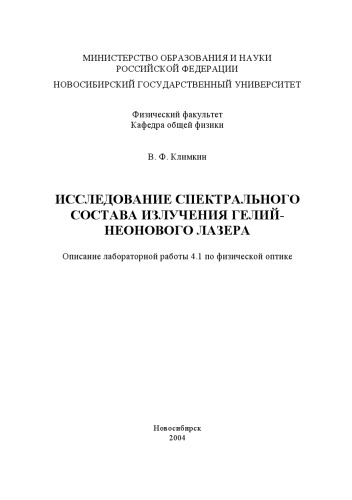 МИНИСТЕРСТВО ОБРАЗОВАНИЯ И НАУКИ
РОССИЙСКОЙ ФЕДЕРАЦИИ
НОВОСИБИРСКИЙ ГОСУДАРСТВЕННЫЙ УНИВЕРСИТЕТ
Физический факультет
Кафедра общей физики
В. Ф. Климкин
ИССЛЕДОВАНИЕ СПЕКТРАЛЬНОГО
СОСТАВА ИЗЛУЧЕНИЯ ГЕЛИЙ-
НЕОНОВОГО ЛАЗЕРА
Описание лабораторной работы 4.1 по физической оптике
Новосибирск
2004